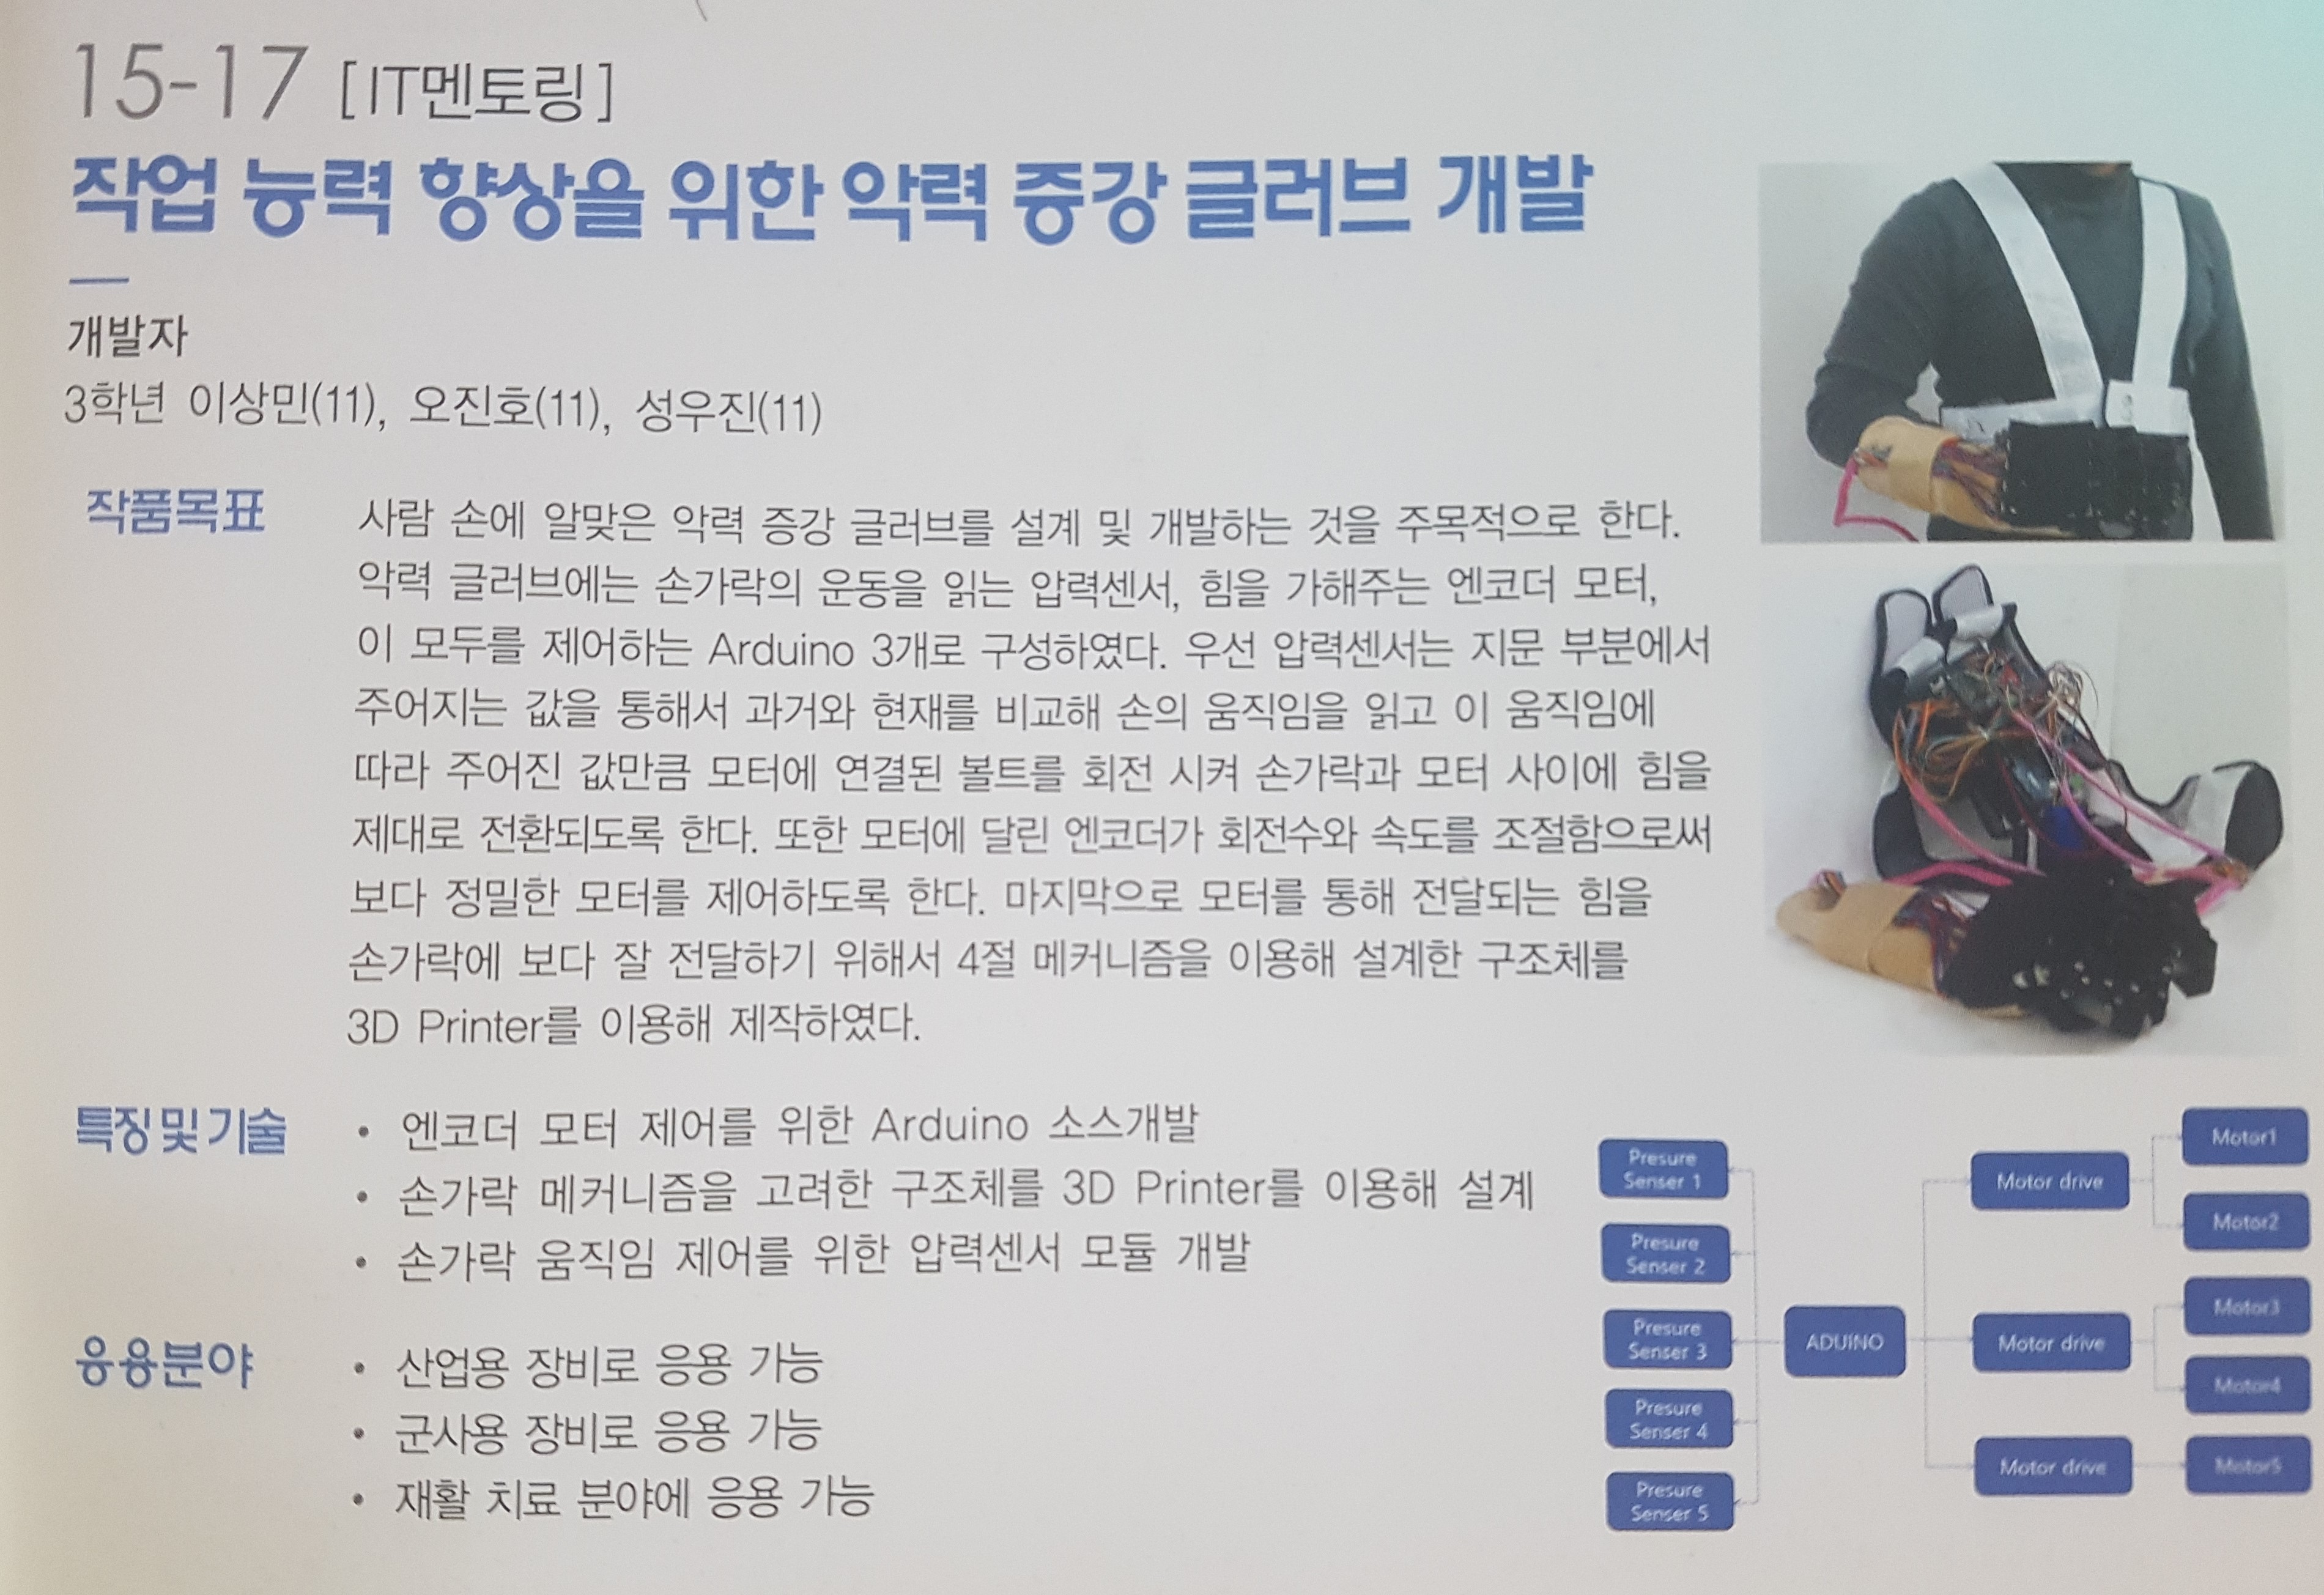 15-17 [IT멘토링]
작업 능력 향상을 위한 악력 증강 글러브 개발
개발자
3학년 이상민(11), 오진호(11), 성우진(11)
작품목표
사람 손에 알맞은 악력 증강 글러브를 설계 및 개발하는 것을 주목적으로 한다.
악력 글러브에는 손가락의 운동을 읽는 압력센서, 힘을 가해주는 엔코더 모터,
이 모두를 제어하는 Arduino 3개로 구성하였다. 우선 압력센서는 지문 부분에서
주어지는 값을 통해서 과거와 현재를 비교해 손의 움직임을 읽고 이 움직임에
따라 주어진 값만큼 모터에 연결된 볼트를 회전 시켜 손가락과 모터 사이에 힘을
제대로 전환되도록 한다. 또한 모터에 달린 엔코더가 회전수와 속도를 조절함으로써
보다 정밀한 모터를 제어하도록 한다. 마지막으로 모터를 통해 전달되는 힘을
손가락에 보다 잘 전달하기 위해서 4절 메커니즘을 이용해 설계한 구조체를
3D Printer를 이용해 제작하였다.
특징 및 기술
• 엔코더 모터 제어를 위한 Arduino 소스개발
• 손가락 메커니즘을 고려한 구조체를 3D Printer를 이용해 설계
• 손가락 움직임 제어를 위한 압력센서 모듈 개발
응용분야
• 산업용 장비로 응용 가능
• 군사용 장비로 응용 가능
• 재활 치료 분야에 응용 가능
Presure
Senser 1
Presure
Senser 2
Presure
Senser 3
Presure
Senser 4
Presure
Senser 5
ADUINO
Motor drive
Motor drive
Motor drive
Motor1
Motor2
Motor3
Motor4
Motor5